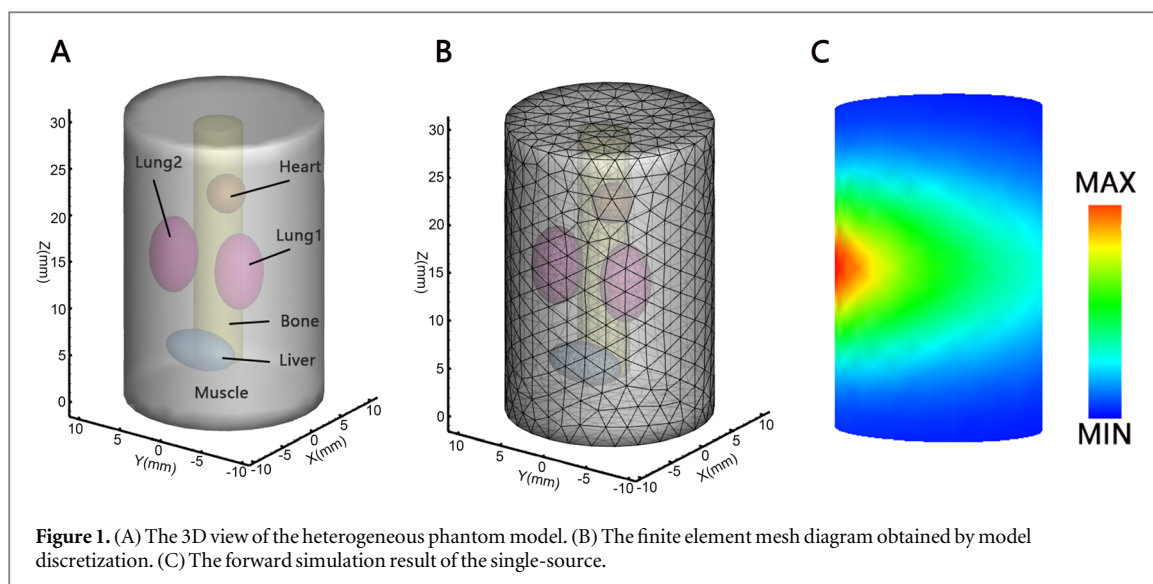 A
B
C
30
25
20
15
10
5
0
Z(mm)
Lung2
Heart
Lung1
Bone
Liver
Muscle
10
5
0
-5
-10
Y(mm)
-10
-5
0
5
10
X(mm)
30
25
20
15
10
5
0
Z(mm)
10
5
0
-5
-10
Y(mm)
-10
-5
0
5
10
X(mm)
MAX
MIN
Figure 1. (A) The 3D view of the heterogeneous phantom model. (B) The finite element mesh diagram obtained by model
discretization. (C) The forward simulation result of the single-source.